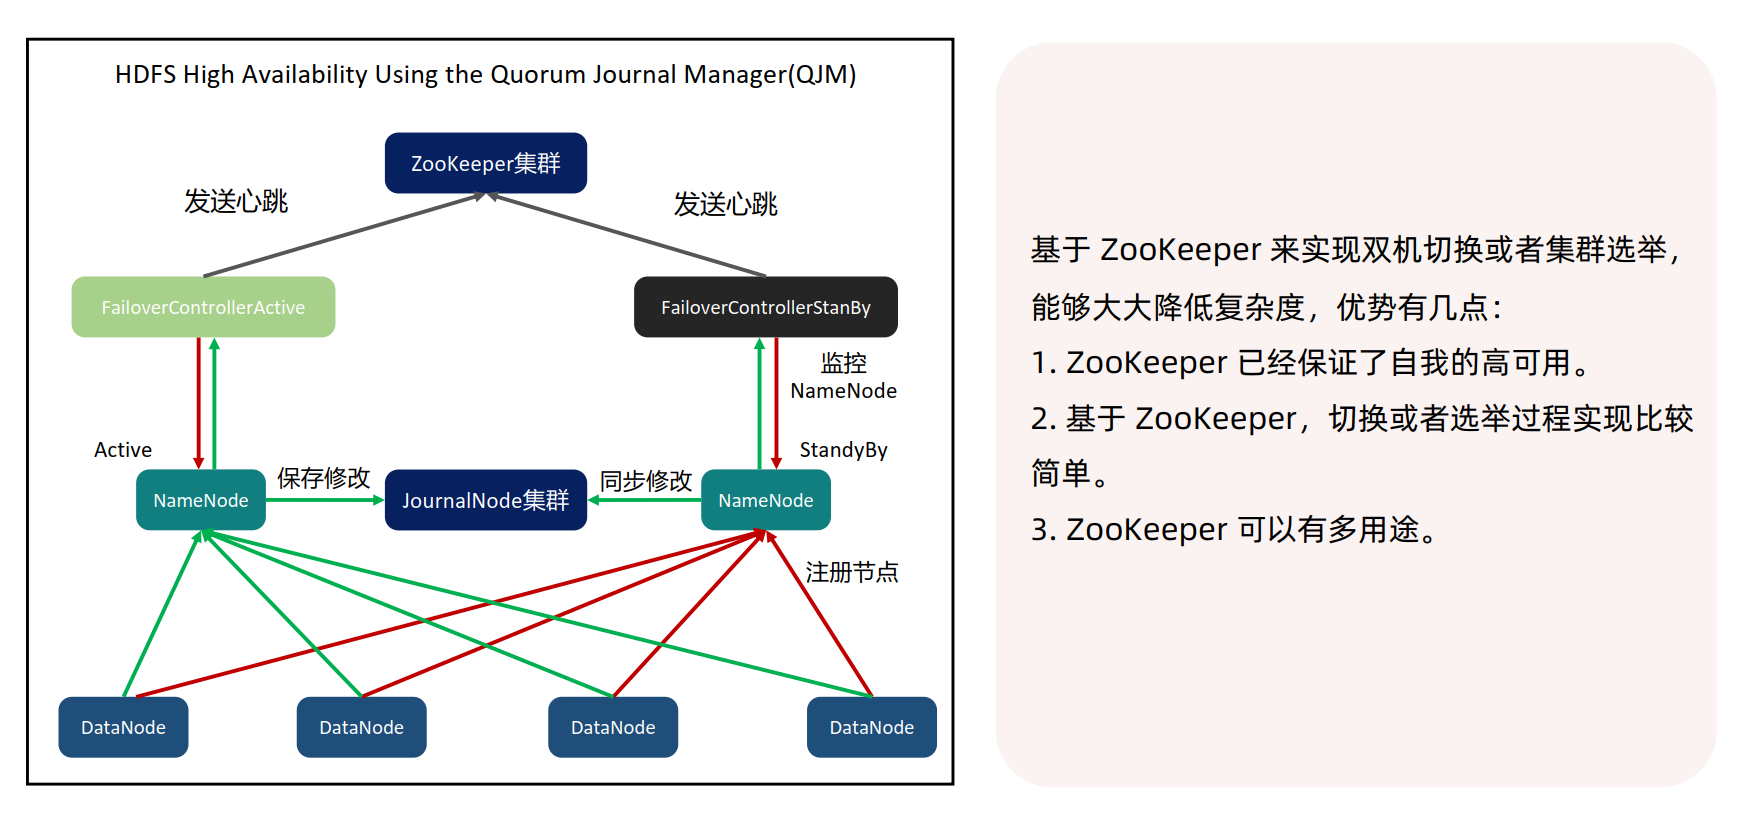 HDFS High Availability Using the Quorum Journal Manager(QJM)
ZooKeeper集群
发送心跳
发送心跳
FailoverControllerActive
FailoverControllerStanBy
监控
NameNode
Active
StandyBy
NameNode
保存修改
JournalNode集群
同步修改
NameNode
注册节点
DataNode
DataNode
DataNode
DataNode
基于 ZooKeeper 来实现双机切换或者集群选举，
能够大大降低复杂度，优势有几点：
1. ZooKeeper 已经保证了自我的高可用。
2. 基于 ZooKeeper，切换或者选举过程实现比较
简单。
3. ZooKeeper 可以有多用途。